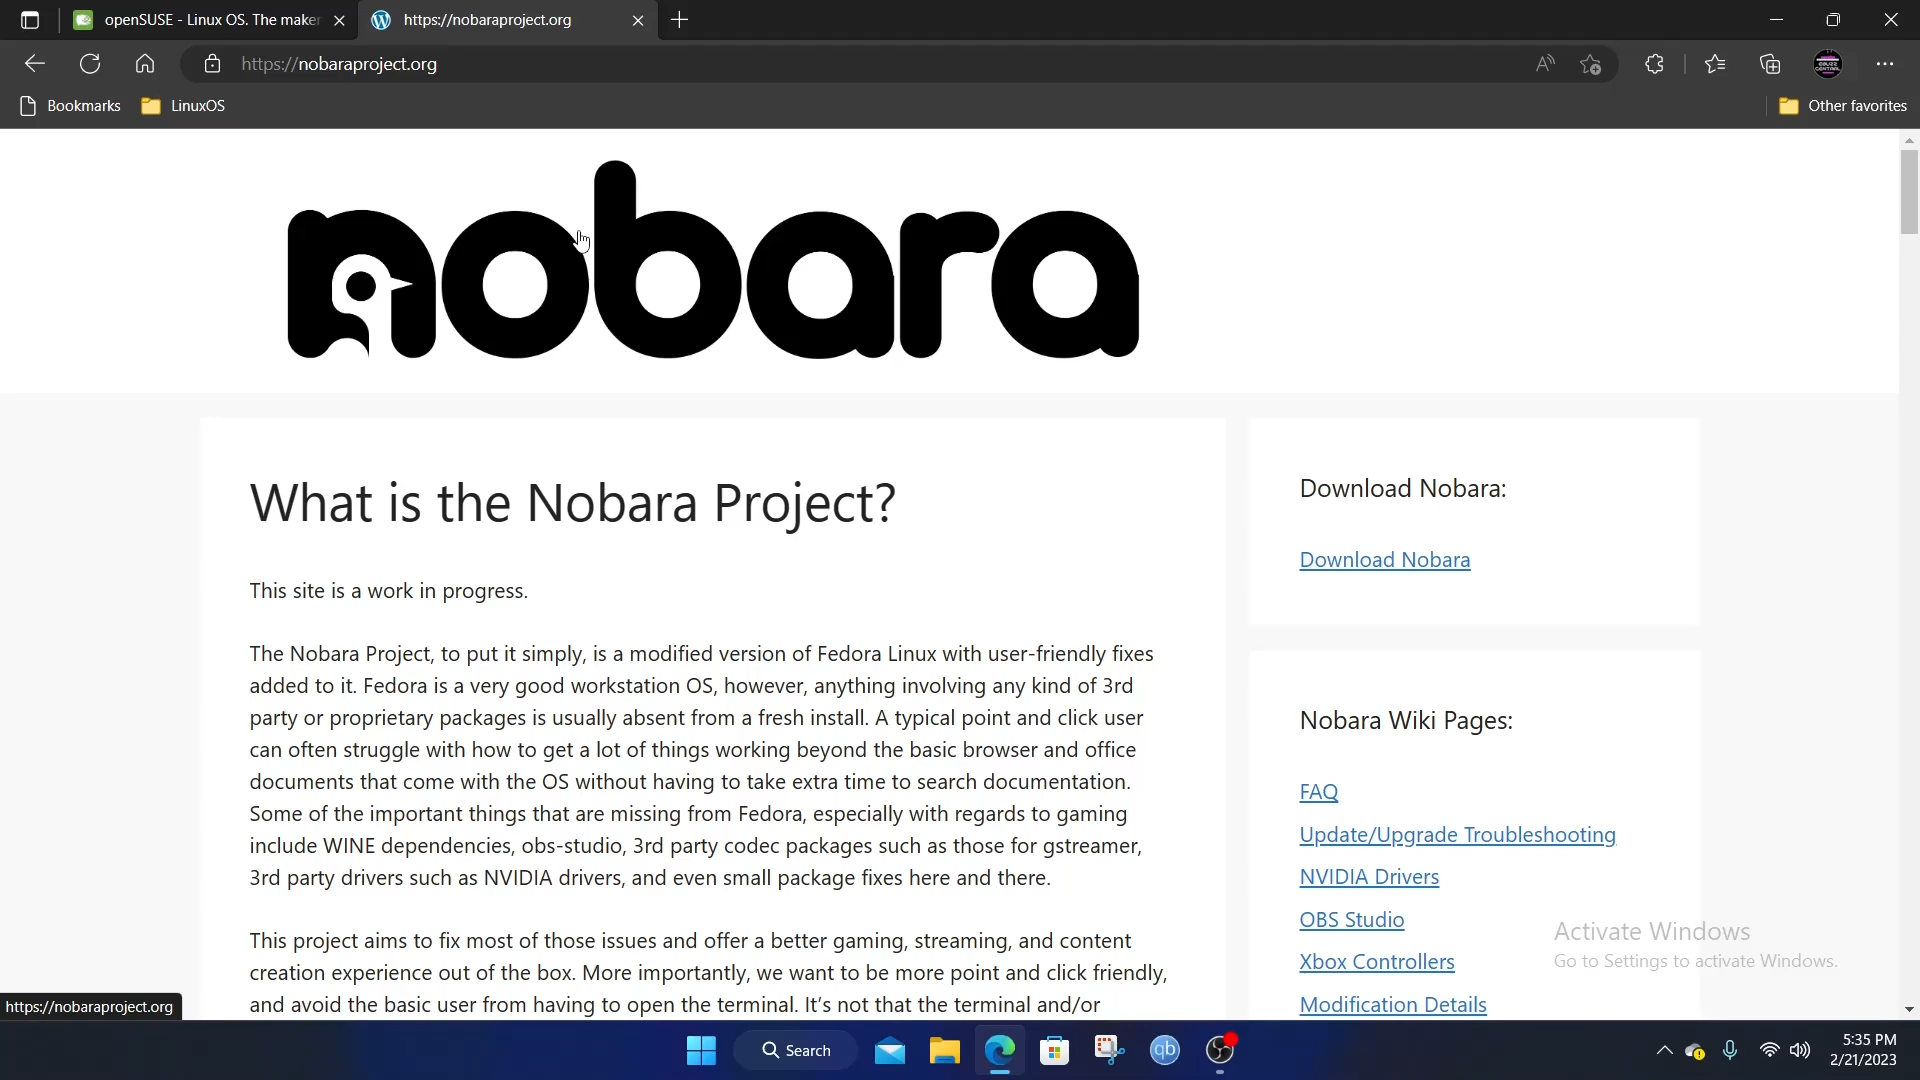 openSUSE - Linux OS. The maker
https://nobaraproject.org
https://nobaraproject.org
Bookmarks
LinuxOS
Other favorites
nobara
What is the Nobara Project?
This site is a work in progress.
The Nobara Project, to put it simply, is a modified version of Fedora Linux with user-friendly fixes
added to it. Fedora is a very good workstation OS, however, anything involving any kind of 3rd
party or proprietary packages is usually absent from a fresh install. A typical point and click user
can often struggle with how to get a lot of things working beyond the basic browser and office
documents that come with the OS without having to take extra time to search documentation.
Some of the important things that are missing from Fedora, especially with regards to gaming
include WINE dependencies, obs-studio, 3rd party codec packages such as those for gstreamer,
3rd party drivers such as NVIDIA drivers, and even small package fixes here and there.
This project aims to fix most of those issues and offer a better gaming, streaming, and content
creation experience out of the box. More importantly, we want to be more point and click friendly,
and avoid the basic user from having to open the terminal. It's not that the terminal and/or
Download Nobara:
Download Nobara
Nobara Wiki Pages:
FAQ
Update/Upgrade Troubleshooting
NVIDIA Drivers
OBS Studio
Xbox Controllers
Modification Details
Activate Windows
Go to Settings to activate Windows.
https://nobaraproject.org
Search
qb
5:35 PM
2/21/2023